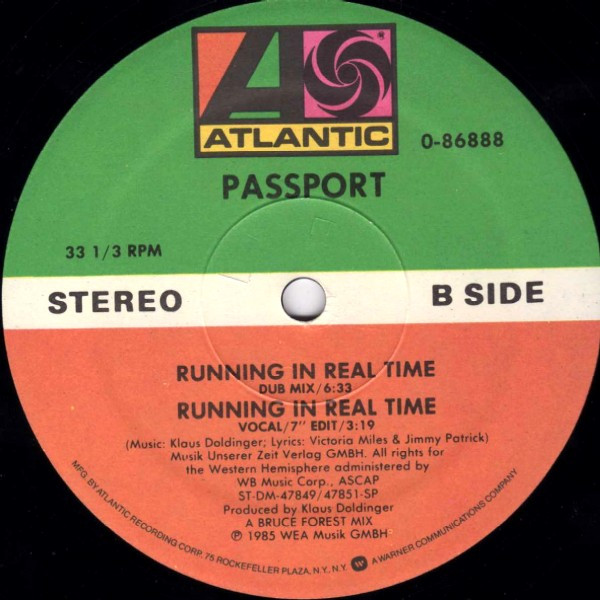 ATLANTIC
®
0-86888
PASSPORT
33 1/3 RPM
STEREO
B SIDE
RUNNING IN REAL TIME
DUB MIX/6:33
RUNNING IN REAL TIME
VOCAL/7" EDIT/3:19
(Music: Klaus Doldinger; Lyrics: Victoria Miles & Jimmy Patrick)
Musik Unserer Zeit Verlag GMBH. All rights for
the Western Hemisphere administered by
WB Music Corp., ASCAP
ST-DM-47849/47851-SP
Produced by Klaus Doldinger
A BRUCE FOREST MIX
℗ 1985 WEA Musik GMBH
MFG. BY ATLANTIC RECORDING CORP. 75 ROCKEFELLER PLAZA, N.Y. N.Y. A WARNER COMMUNICATIONS COMPANY